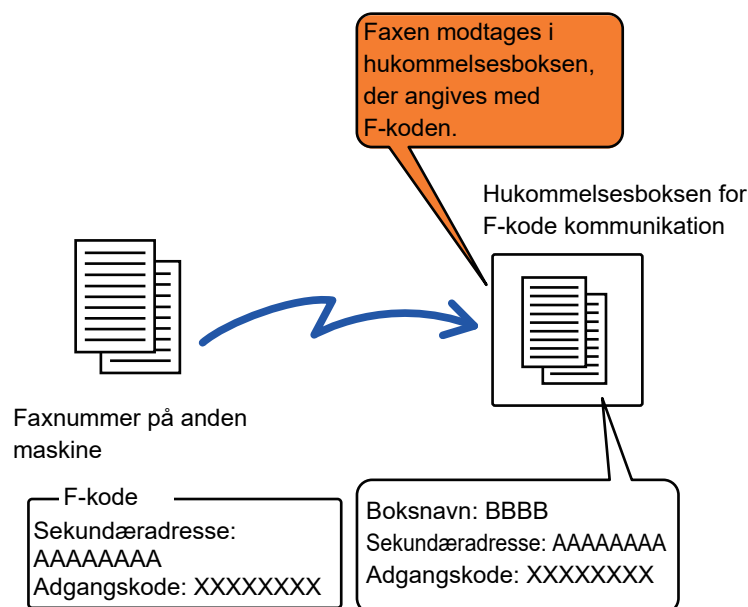 Faxen modtages i
hukommelsesboksen,
der angives med
F-koden.
Hukommelsesboksen for
F-kode kommunikation
Faxnummer på anden
maskine
F-kode
Sekundæradresse:
AAAAAAAA
Adgangskode: XXXXXXXX
Boksnavn: BBBB
Sekundæradresse: AAAAAAAA
Adgangskode: XXXXXXXX